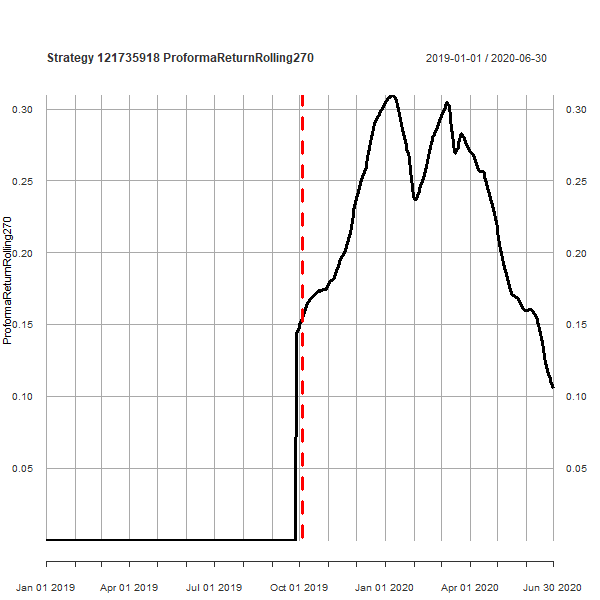 Strategy 121735918 ProformaReturnRolling270
2019-01-01 / 2020-06-30
ProformaReturnRolling270
0.30
0.30
0.25
0.25
0.20
0.20
0.15
0.15
0.10
0.10
0.05
0.05
Jan 01 2019
Apr 01 2019
Jul 01 2019
Oct 01 2019
Jan 01 2020
Apr 01 2020
Jun 30 2020